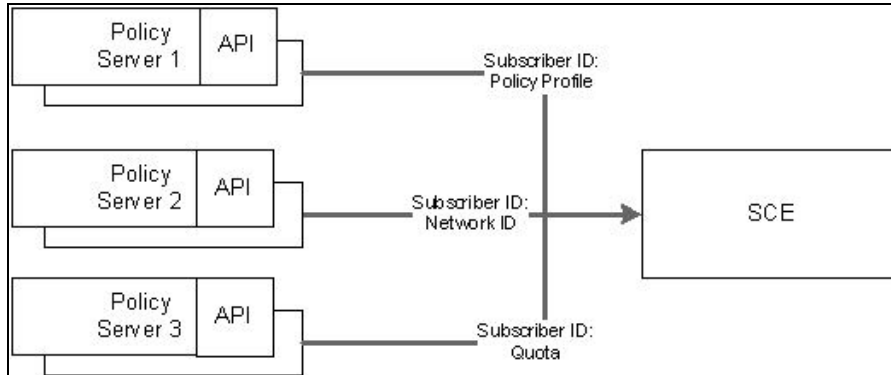 Policy
Server 1
API
Subscriber ID:
Policy Profile
Policy
Server 2
API
Subscriber ID:
Network ID
SCE
Policy
Server 3
API
Subscriber ID:
Quota